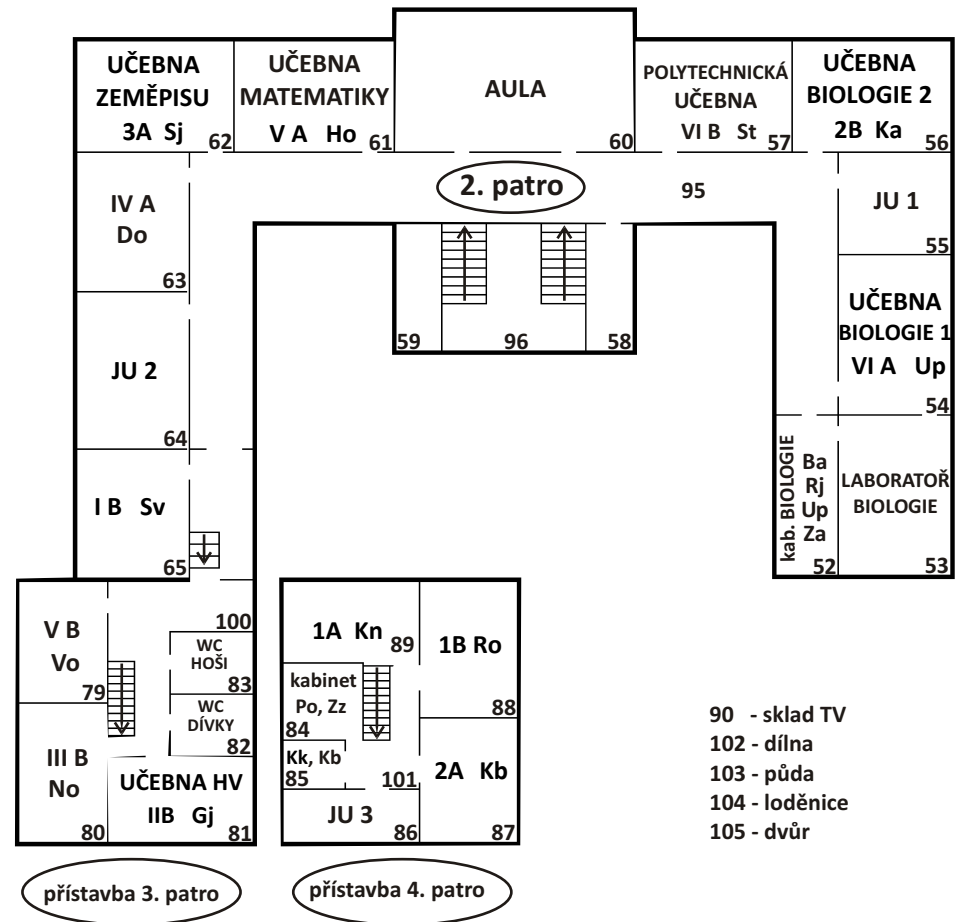 UČEBNA
ZEMĚPISU
3A Sj
62
UČEBNA
MATEMATIKY
V A Ho
61
AULA
60
POLYTECHNICKÁ
UČEBNA
VI B St
57
UČEBNA
BIOLOGIE 2
2B Ka
56
2. patro
95
IV A
Do
63
JU 1
55
UČEBNA
BIOLOGIE 1
VI A Up
54
59
96
58
JU 2
64
I B Sv
65
kab. BIOLOGIE
Ba
Rj
Up
Za
52
LABORATOŘ
BIOLOGIE
53
V B
Vo
79
100
WC
HOŠI
83
WC
DÍVKY
82
III B
No
80
UČEBNA HV
IIB Gj
81
přístavba 3. patro
1A Kn
89
1B Ro
88
kabinet
Po, Zz
84
Kk, Kb
85
101
2A Kb
87
JU 3
86
přístavba 4. patro
90 - sklad TV
102 - dílna
103 - půda
104 - loděnice
105 - dvůr